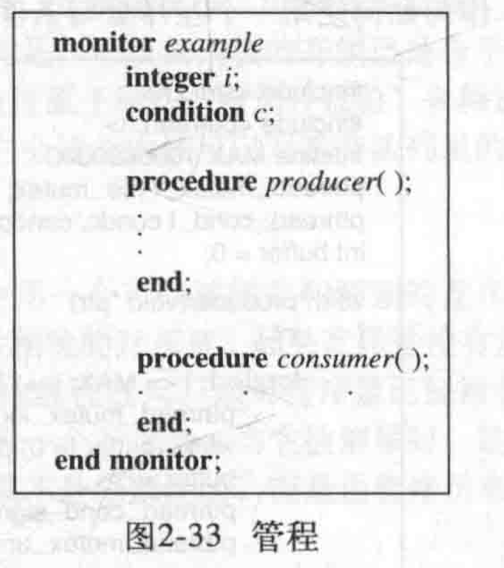 monitor example
integer i;
condition c;
procedure producer( );
.
.
end;
procedure consumer( );
. . .
end;
end monitor;
图2-33 管程